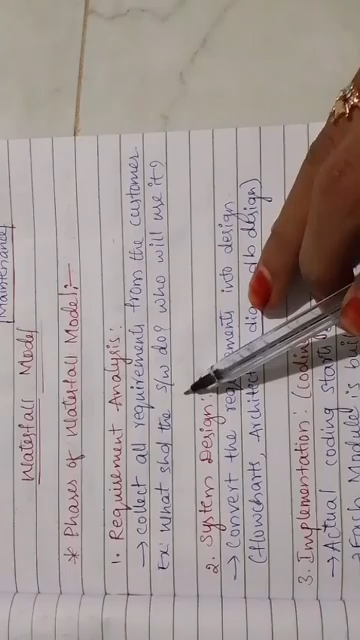 Maintenance
Waterfall Model
* Phases of Waterfall Model:-
1. Requirement Analysis:
→ collect all requirements from the customer
Ex: what shd the s/w do? who will use it?
2. System Design:
→ Convert the requirements into design
(flowcharts, Architect db design)
3. Implementation: (Coding
→ Actual coding starts
→ Each Module is